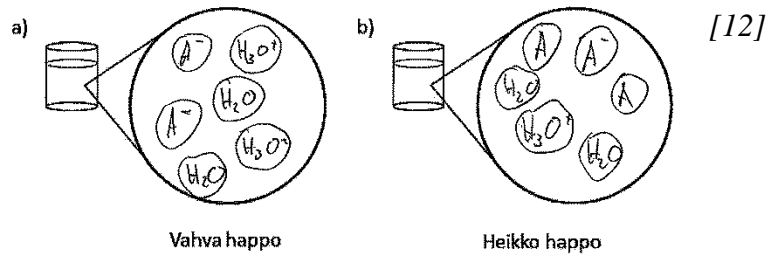 a)
A⁻
H₃O⁺
H₂O
A⁻
H₃O⁺
H₂O
Vahva happo
b)
A
A⁻
H₂O
A
H₃O⁺
H₂O
Heikko happo
[12]